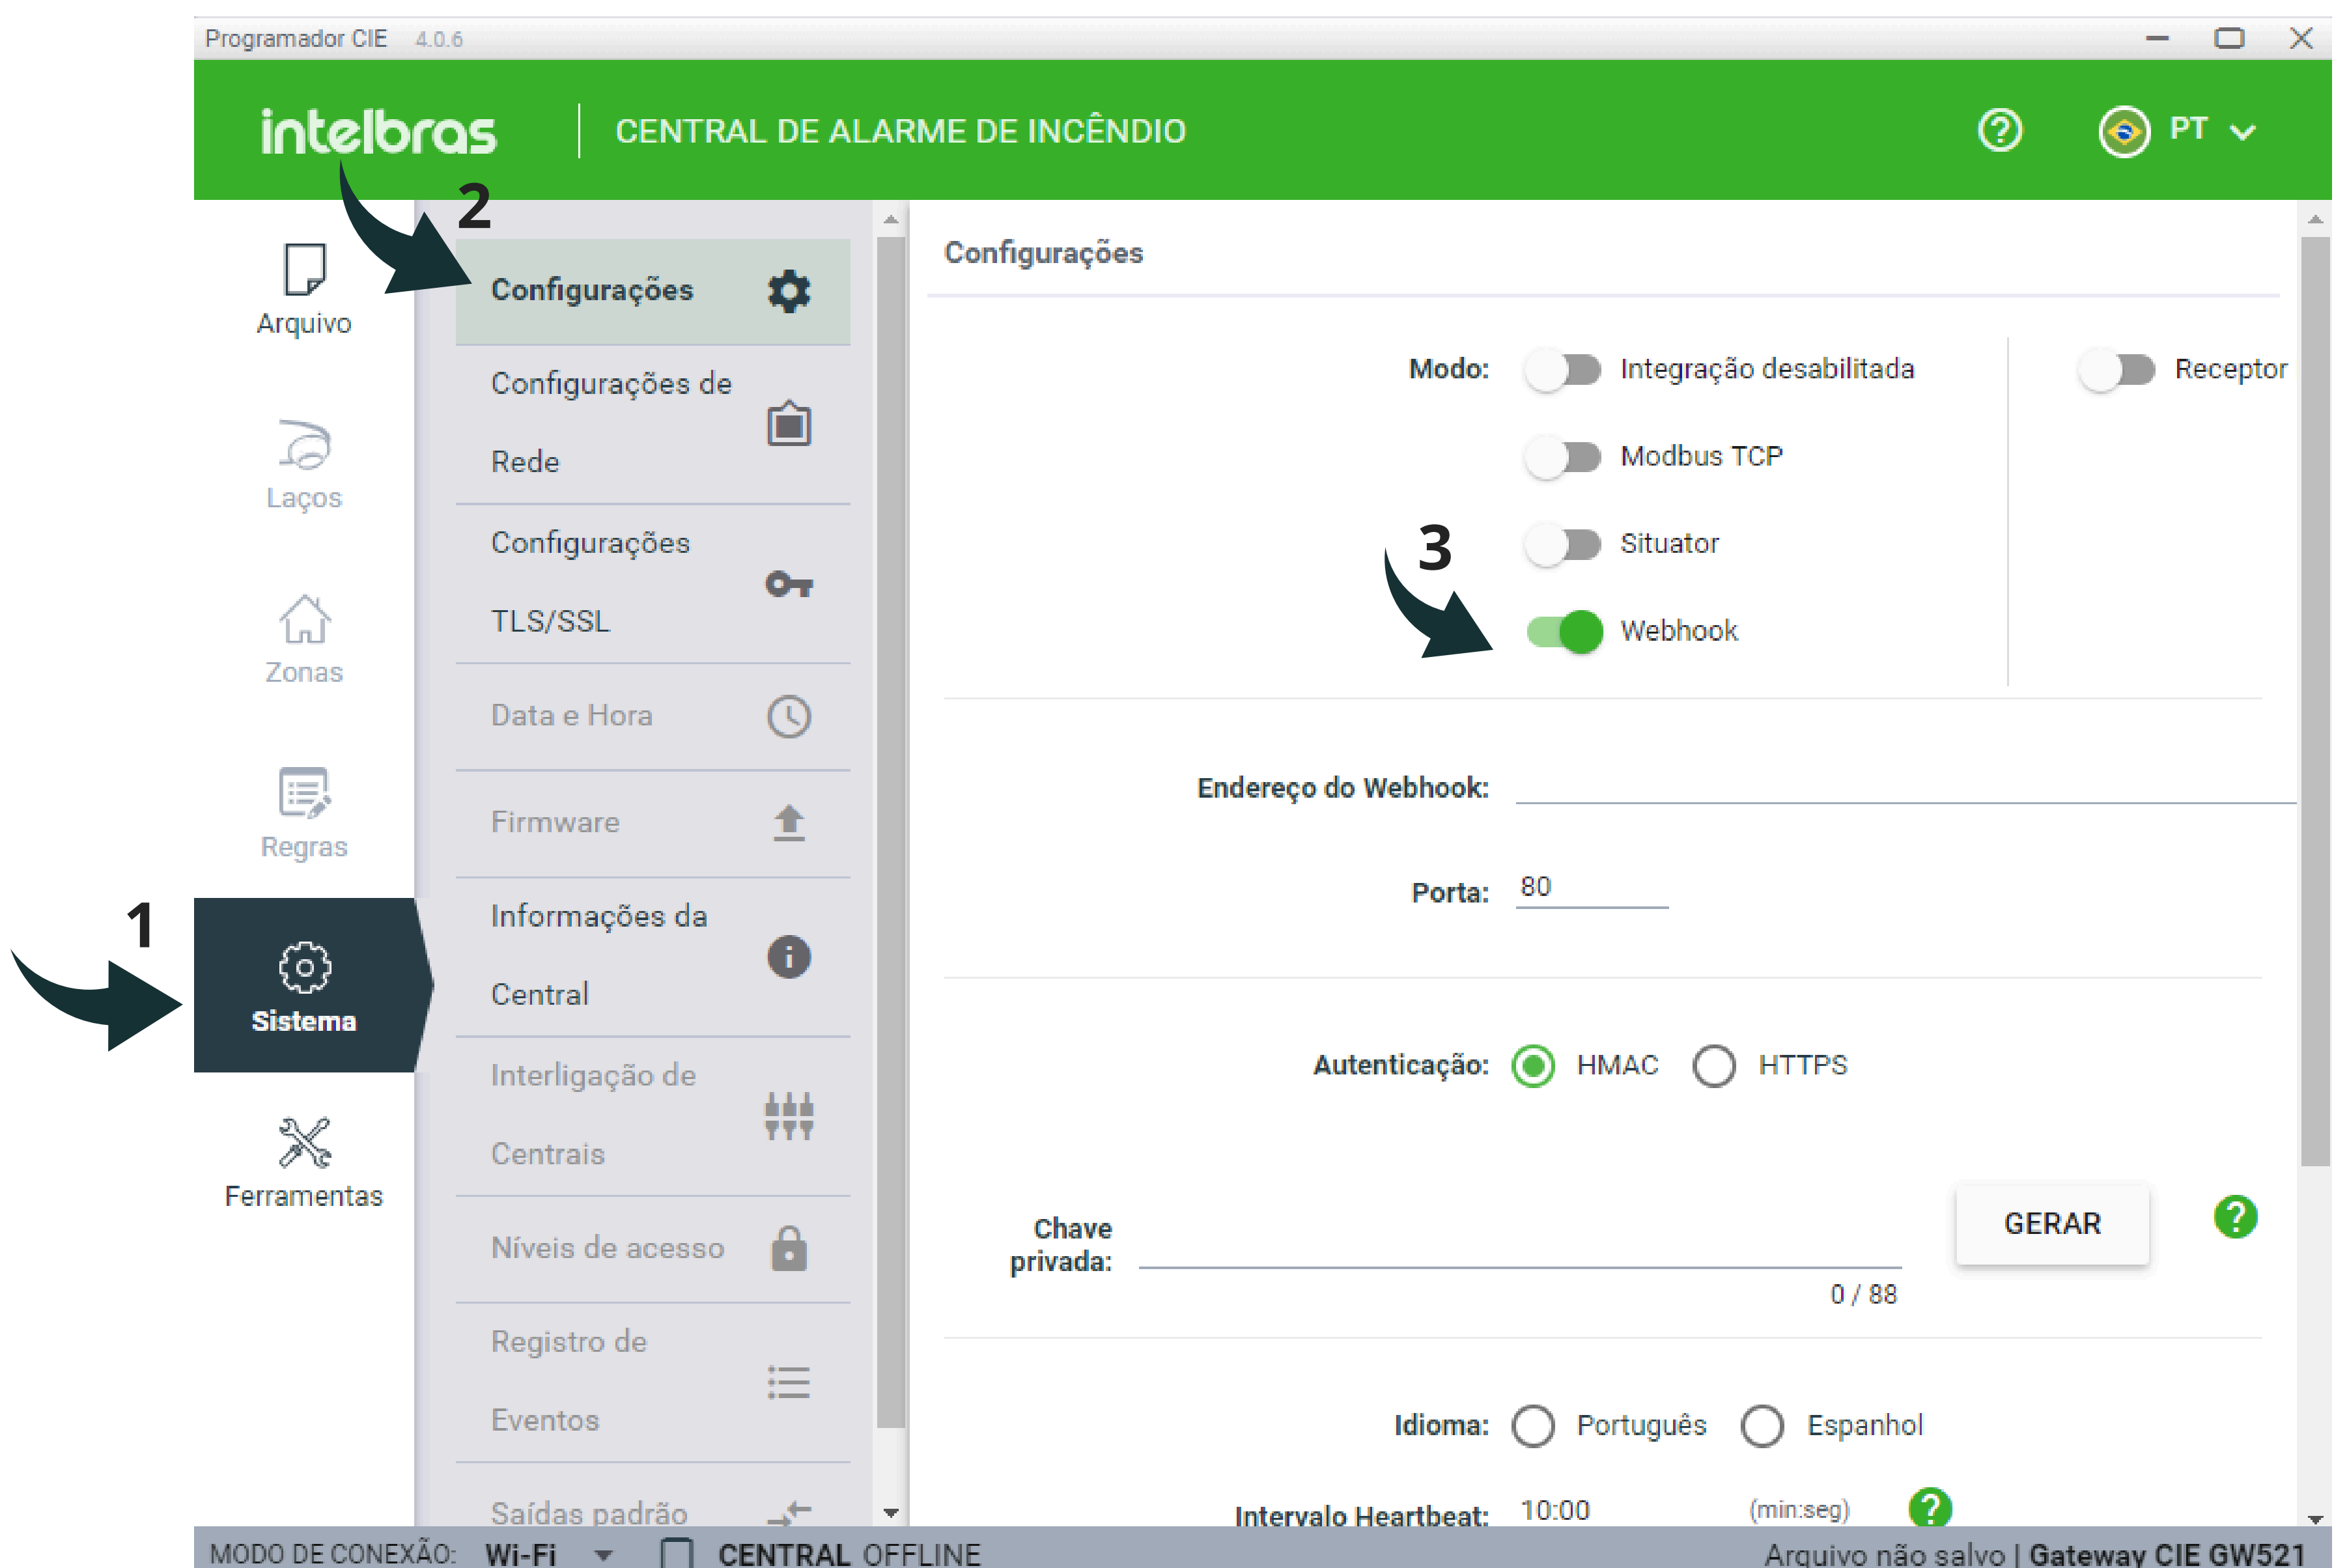 Programador CIE 4.0.6
intelbras CENTRAL DE ALARME DE INCÊNDIO PT
2
Arquivo
Laços
Zonas
Regras
1
Sistema
Ferramentas
Configurações
Configurações de
Rede
Configurações
TLS/SSL
Data e Hora
Firmware
Informações da
Central
Interligação de
Centrais
Níveis de acesso
Registro de
Eventos
Saídas padrão
Configurações
Modo: Integração desabilitada Receptor
Modbus TCP
3
Situator
Webhook
Endereço do Webhook:
Porta: 80
Autenticação: HMAC HTTPS
Chave
privada:
GERAR
0 / 88
Idioma: Português Espanhol
Intervalo Heartbeat: 10:00 (min:seg)
MODO DE CONEXÃO: Wi-Fi CENTRAL OFFLINE Arquivo não salvo | Gateway CIE GW521